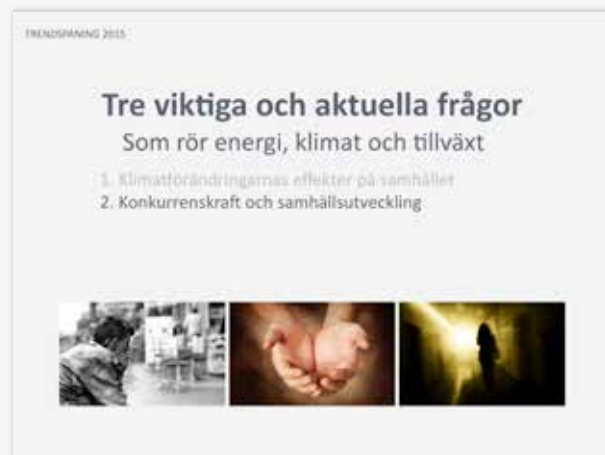 TRENDSPANING 2015
Tre viktiga och aktuella frågor
Som rör energi, klimat och tillväxt
1. Klimatförändringarnas effekter på samhället
2. Konkurrenskraft och samhällsutveckling